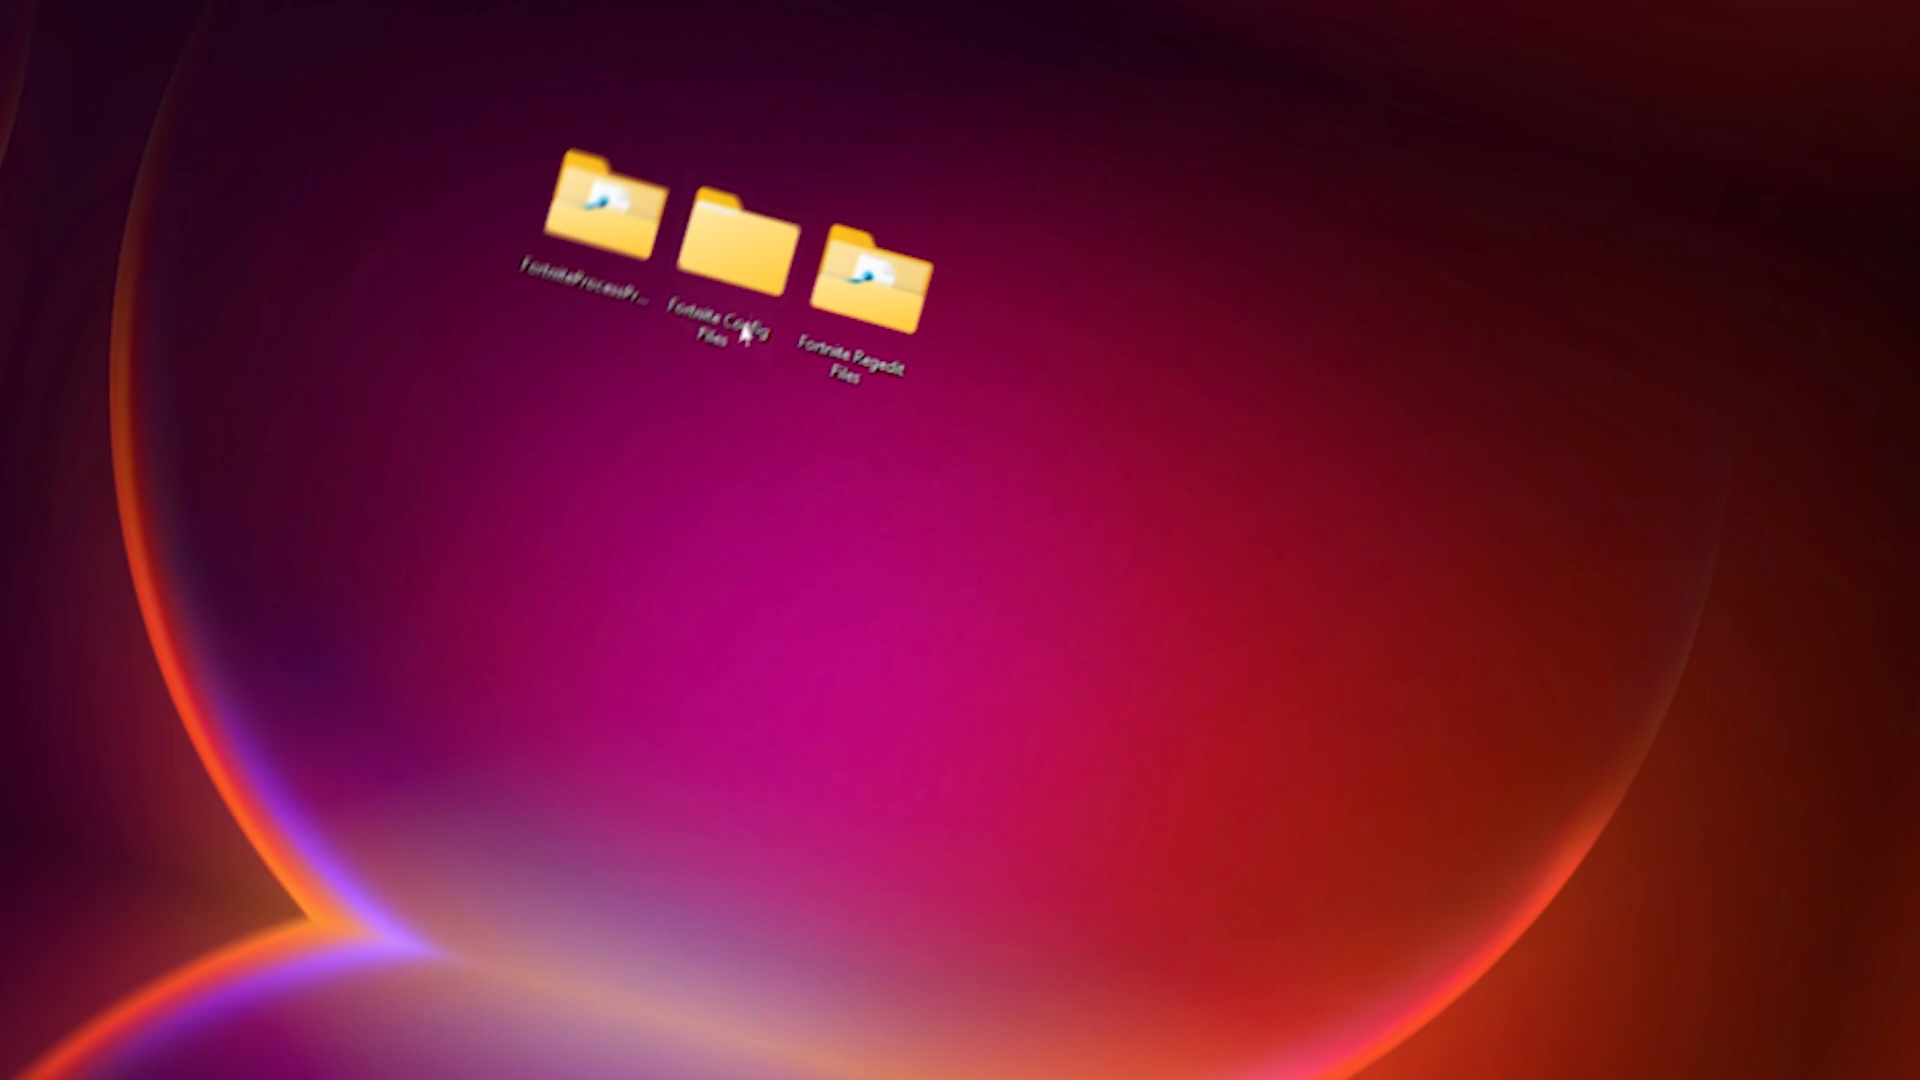 FortniteProcessPr...
Fortnite Config
Files
Fortnite Regedit
Files